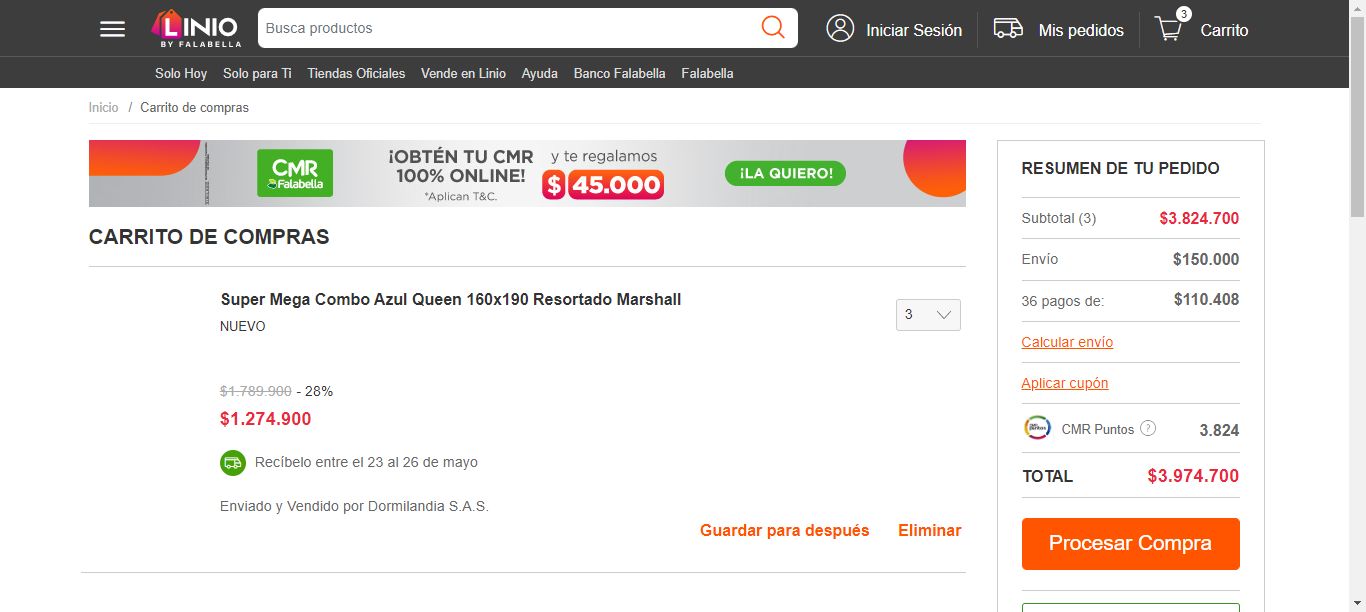 LINIO
BY FALABELLA
Busca productos
Iniciar Sesión
Mis pedidos
3
Carrito
Solo Hoy
Solo para Ti
Tiendas Oficiales
Vende en Linio
Ayuda
Banco Falabella
Falabella
Inicio / Carrito de compras
CMR
Falabella
¡OBTÉN TU CMR
100% ONLINE!
*Aplican T&C.
y te regalamos
$ 45.000
¡LA QUIERO!
CARRITO DE COMPRAS
Super Mega Combo Azul Queen 160x190 Resortado Marshall
NUEVO
3
$1.789.900 - 28%
$1.274.900
Recíbelo entre el 23 al 26 de mayo
Enviado y Vendido por Dormilandia S.A.S.
Guardar para después
Eliminar
RESUMEN DE TU PEDIDO
Subtotal (3) $3.824.700
Envío $150.000
36 pagos de: $110.408
Calcular envío
Aplicar cupón
CMR Puntos ? 3.824
TOTAL $3.974.700
Procesar Compra